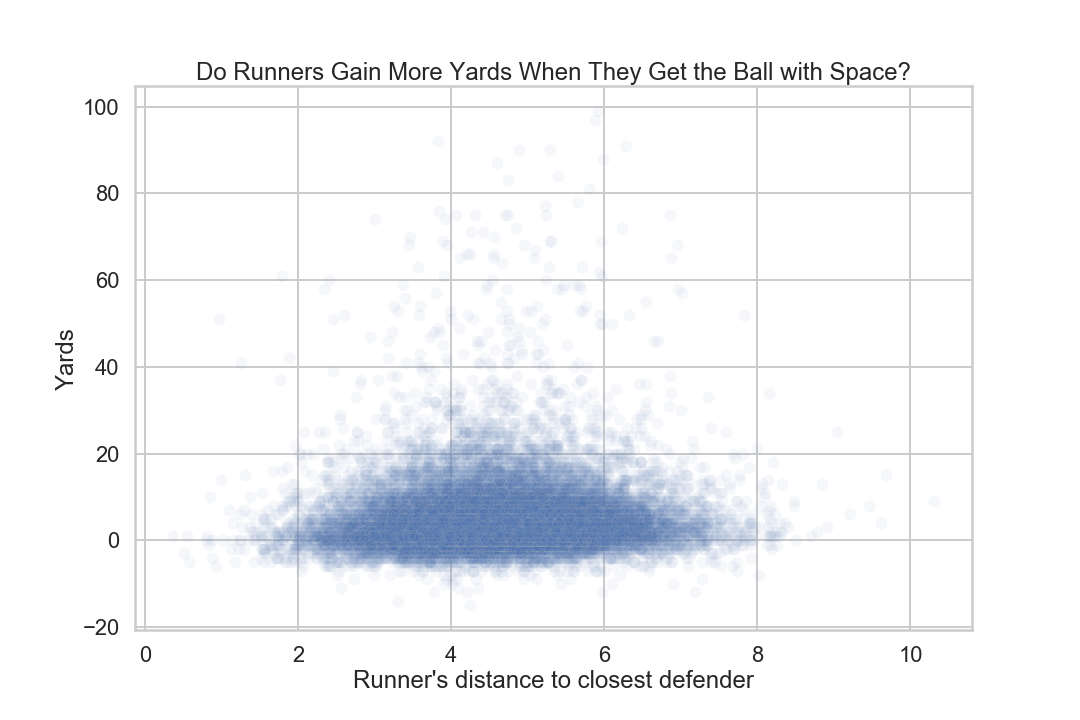 Do Runners Gain More Yards When They Get the Ball with Space?
100
80
60
40
20
0
−20
Yards
0 2 4 6 8 10
Runner's distance to closest defender